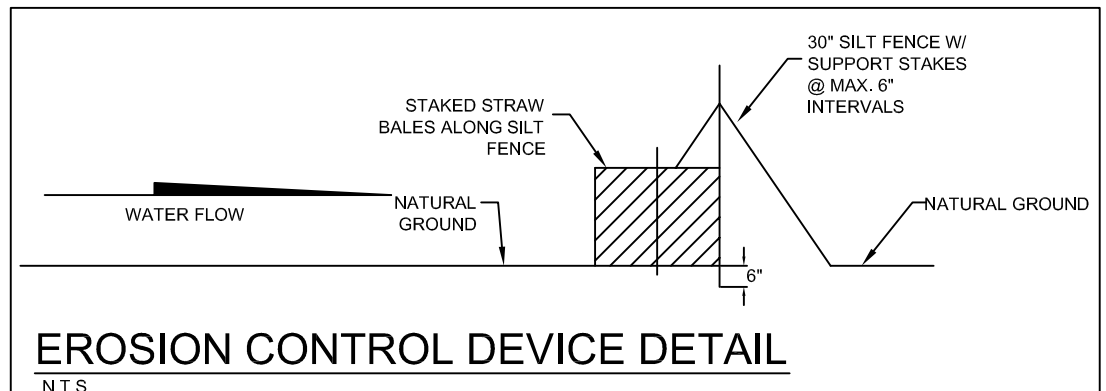 30" SILT FENCE W/
SUPPORT STAKES
@ MAX. 6"
INTERVALS
STAKED STRAW
BALES ALONG SILT
FENCE
WATER FLOW
NATURAL
GROUND
NATURAL GROUND
6"
EROSION CONTROL DEVICE DETAIL
N.T.S.